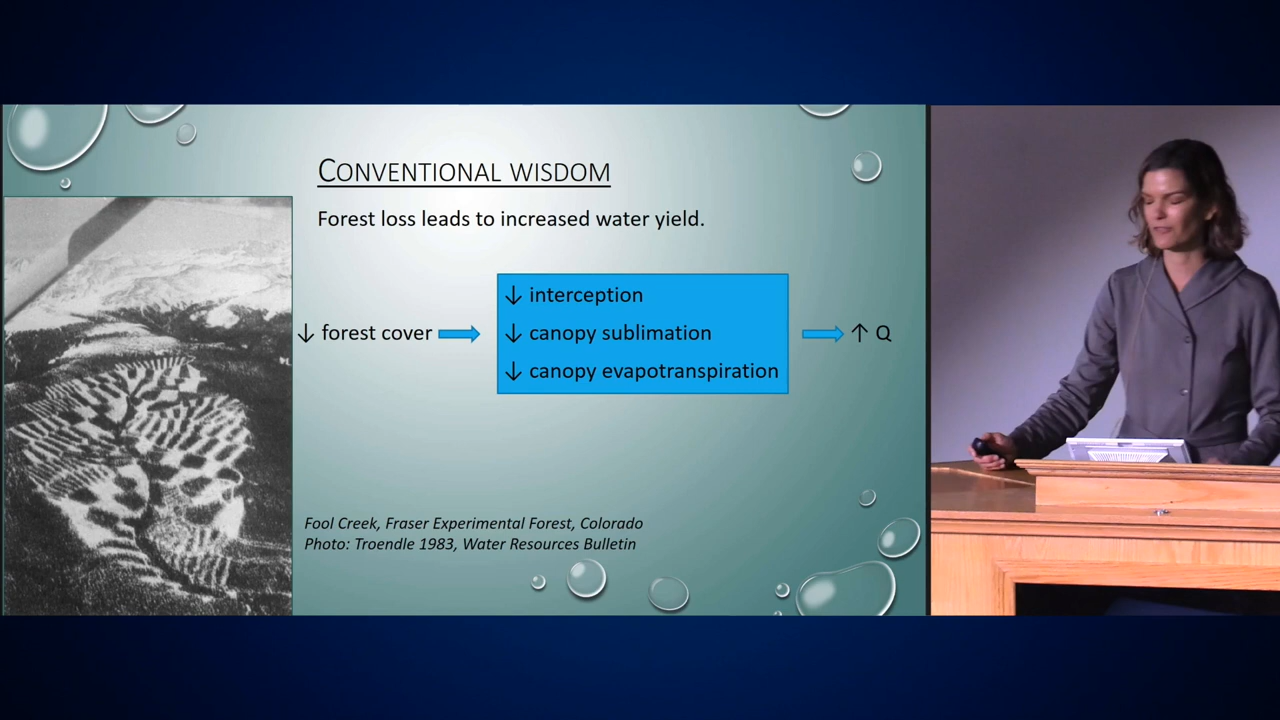 CONVENTIONAL WISDOM
Forest loss leads to increased water yield.
↓ forest cover
↓ interception
↓ canopy sublimation
↓ canopy evapotranspiration
↑ Q
Fool Creek, Fraser Experimental Forest, Colorado
Photo: Troendle 1983, Water Resources Bulletin